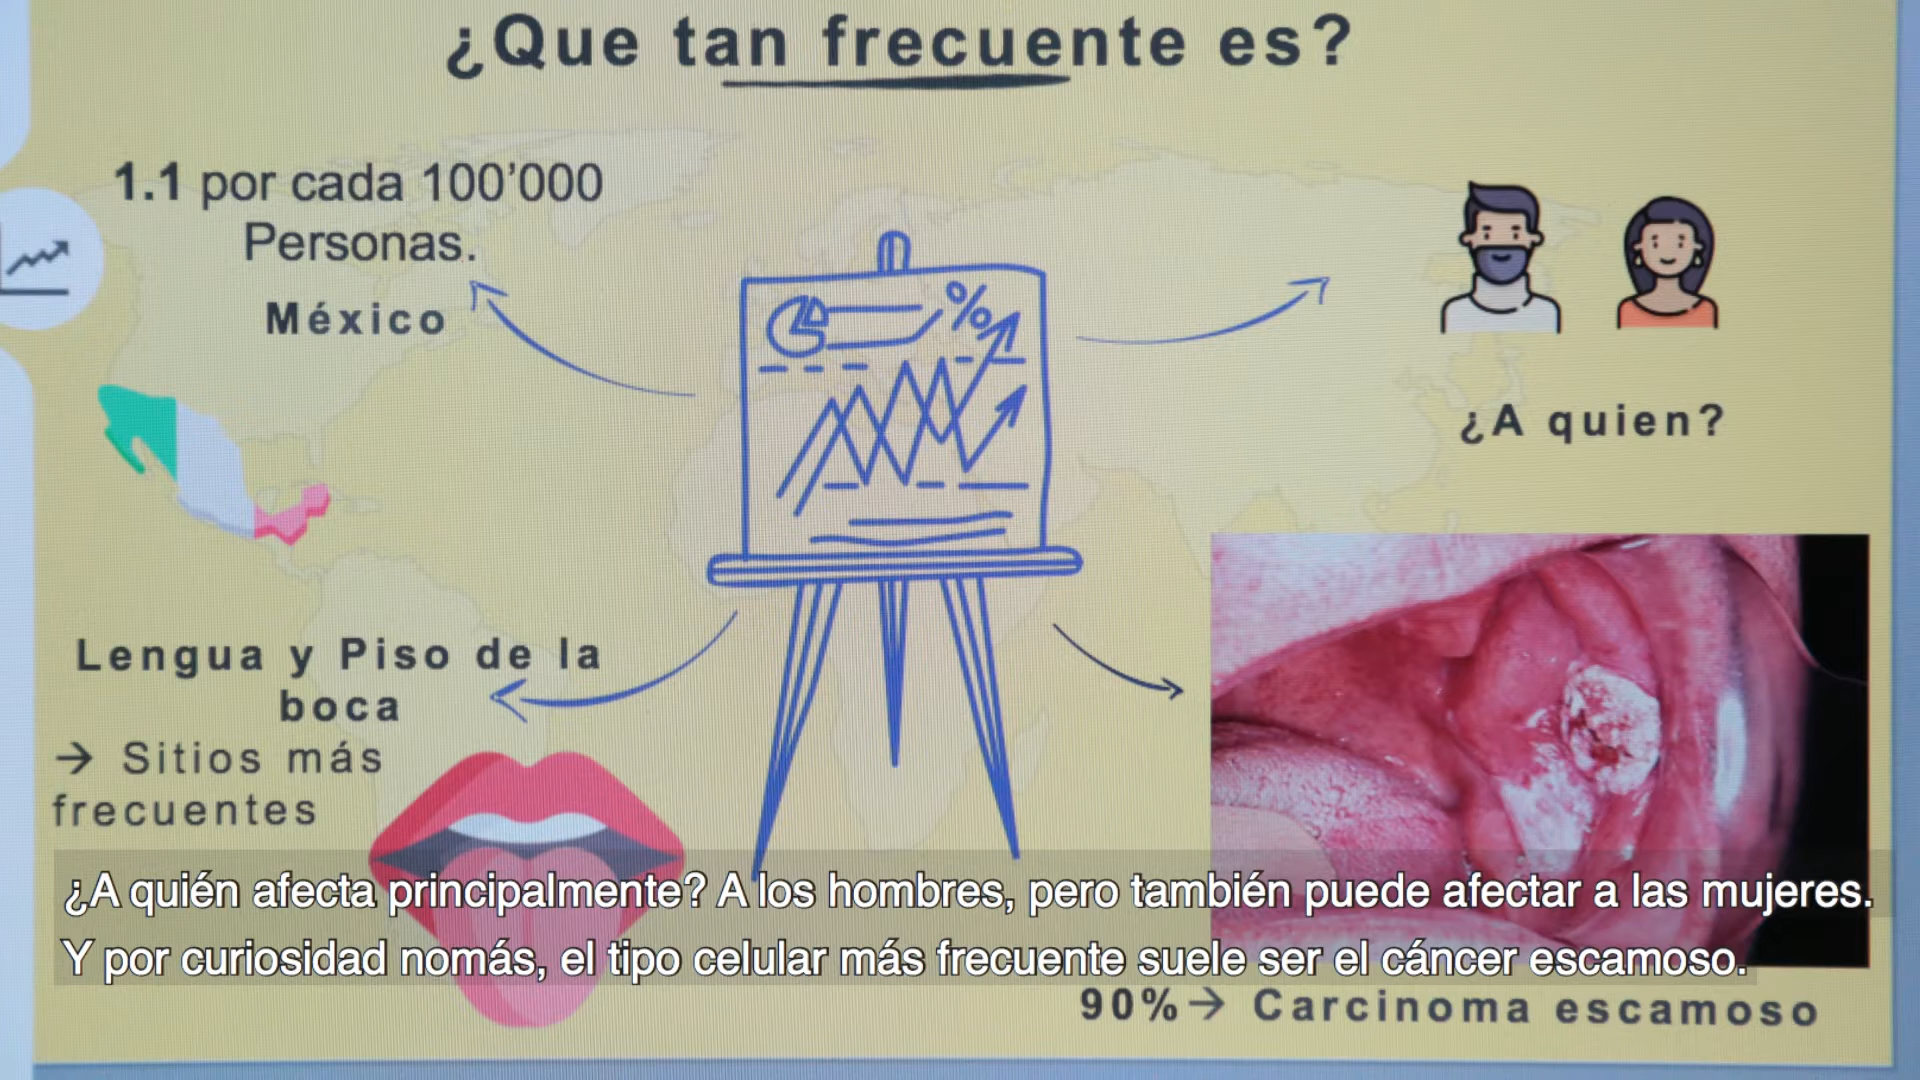 ¿Que tan frecuente es?
1.1 por cada 100’000
Personas.
México
¿A quien?
%
Lengua y Piso de la
boca
→ Sitios más
frecuentes
¿A quién afecta principalmente? A los hombres, pero también puede afectar a las mujeres.
Y por curiosidad nomás, el tipo celular más frecuente suele ser el cáncer escamoso.
90%→ Carcinoma escamoso